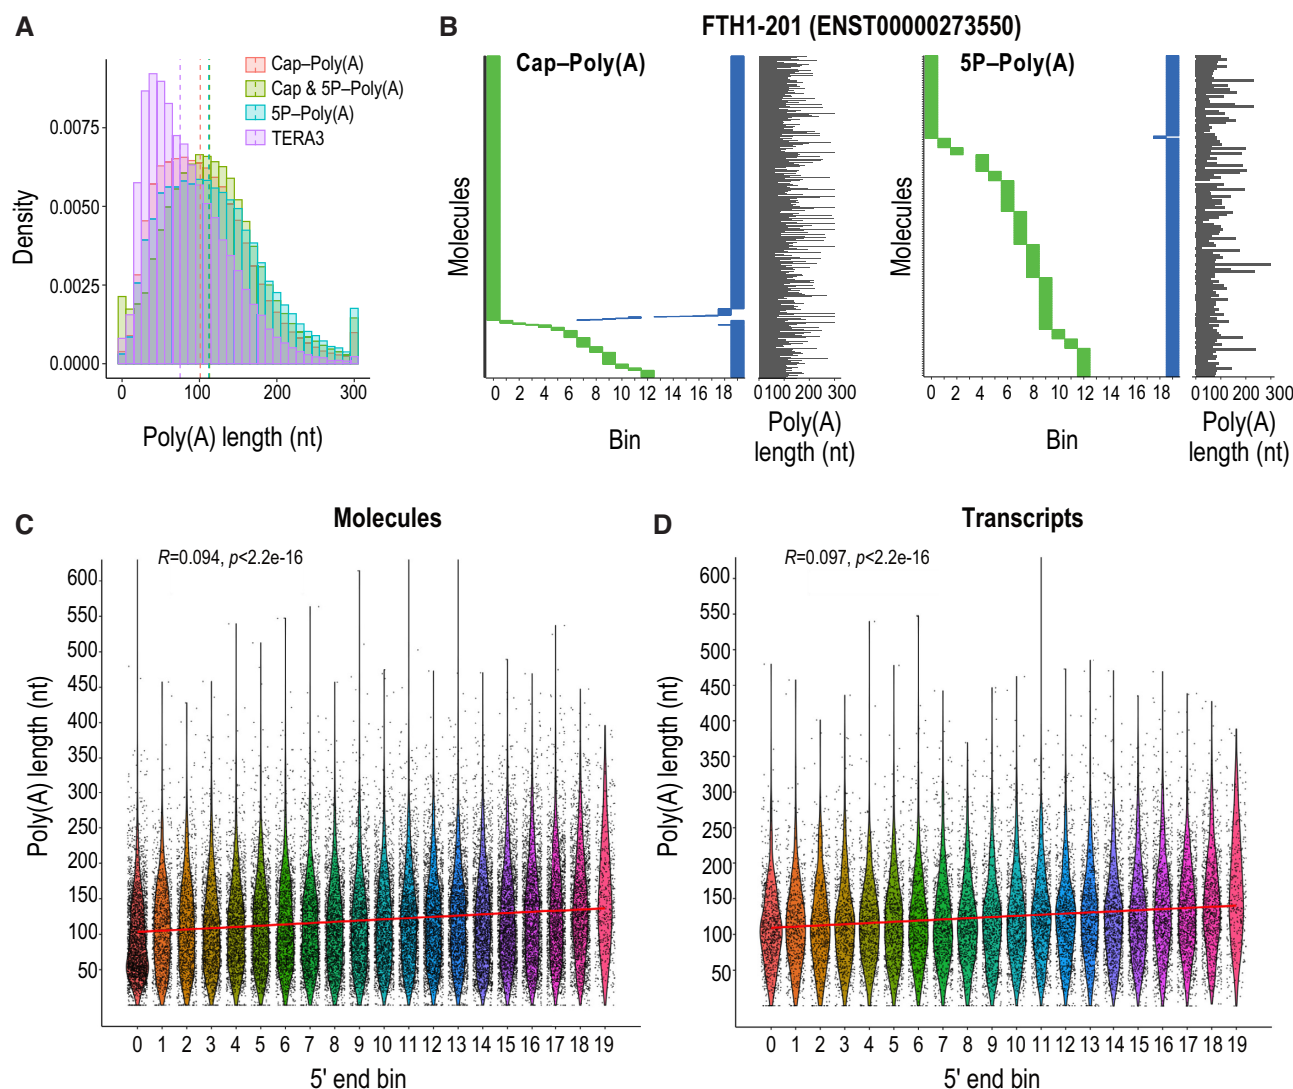 A
Cap–Poly(A)
Cap & 5P–Poly(A)
5P–Poly(A)
TERA3
0.0075
0.0050
0.0025
0.0000
Density
0 100 200 300
Poly(A) length (nt)
B
FTH1-201 (ENST00000273550)
Cap–Poly(A)
Molecules
0 2 4 6 8 10 12 14 16 18
Bin
0 100 200 300
Poly(A)
length (nt)
5P–Poly(A)
Molecules
0 2 4 6 8 10 12 14 16 18
Bin
0 100 200 300
Poly(A)
length (nt)
C
Molecules
R=0.094, p<2.2e-16
600
550
500
450
400
350
300
250
200
150
100
50
Poly(A) length (nt)
0 1 2 3 4 5 6 7 8 9 10 11 12 13 14 15 16 17 18 19
5' end bin
D
Transcripts
R=0.097, p<2.2e-16
600
550
500
450
400
350
300
250
200
150
100
50
Poly(A) length (nt)
0 1 2 3 4 5 6 7 8 9 10 11 12 13 14 15 16 17 18 19
5' end bin